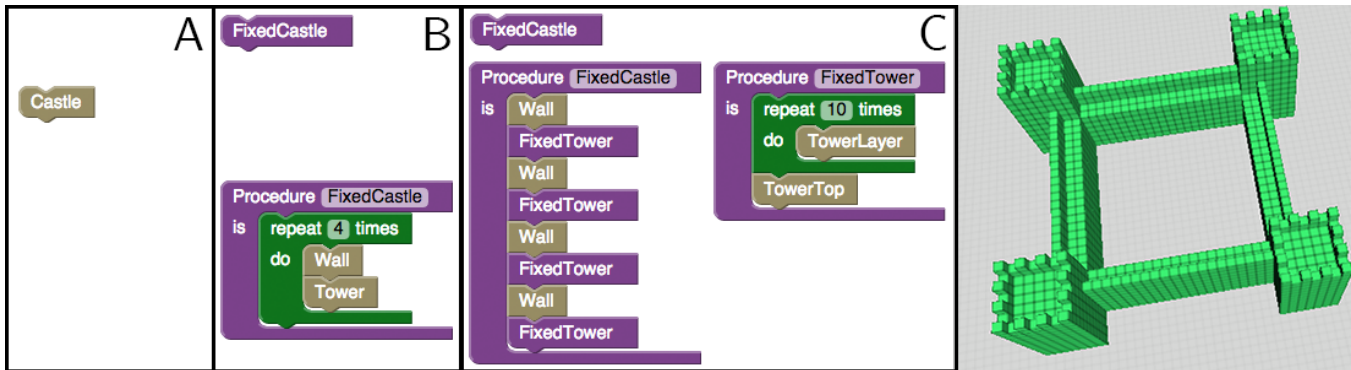 A
Castle
B
FixedCastle
Procedure FixedCastle
is repeat 4 times
do Wall
Tower
C
FixedCastle
Procedure FixedCastle
is Wall
FixedTower
Wall
FixedTower
Wall
FixedTower
Wall
FixedTower
Procedure FixedTower
is repeat 10 times
do TowerLayer
TowerTop